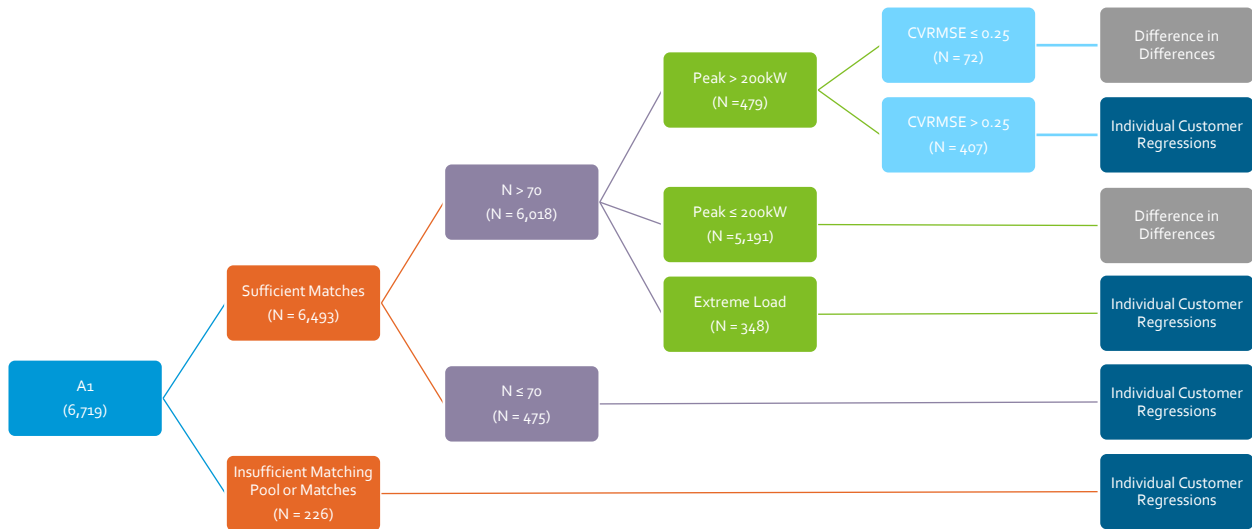 A1
(6,719)
Sufficient Matches
(N = 6,493)
Insufficient Matching
Pool or Matches
(N = 226)
N > 70
(N = 6,018)
N ≤ 70
(N = 475)
Peak > 200kW
(N =479)
Peak ≤ 200kW
(N =5,191)
Extreme Load
(N = 348)
CVRMSE ≤ 0.25
(N = 72)
CVRMSE > 0.25
(N = 407)
Difference in
Differences
Individual Customer
Regressions
Difference in
Differences
Individual Customer
Regressions
Individual Customer
Regressions
Individual Customer
Regressions